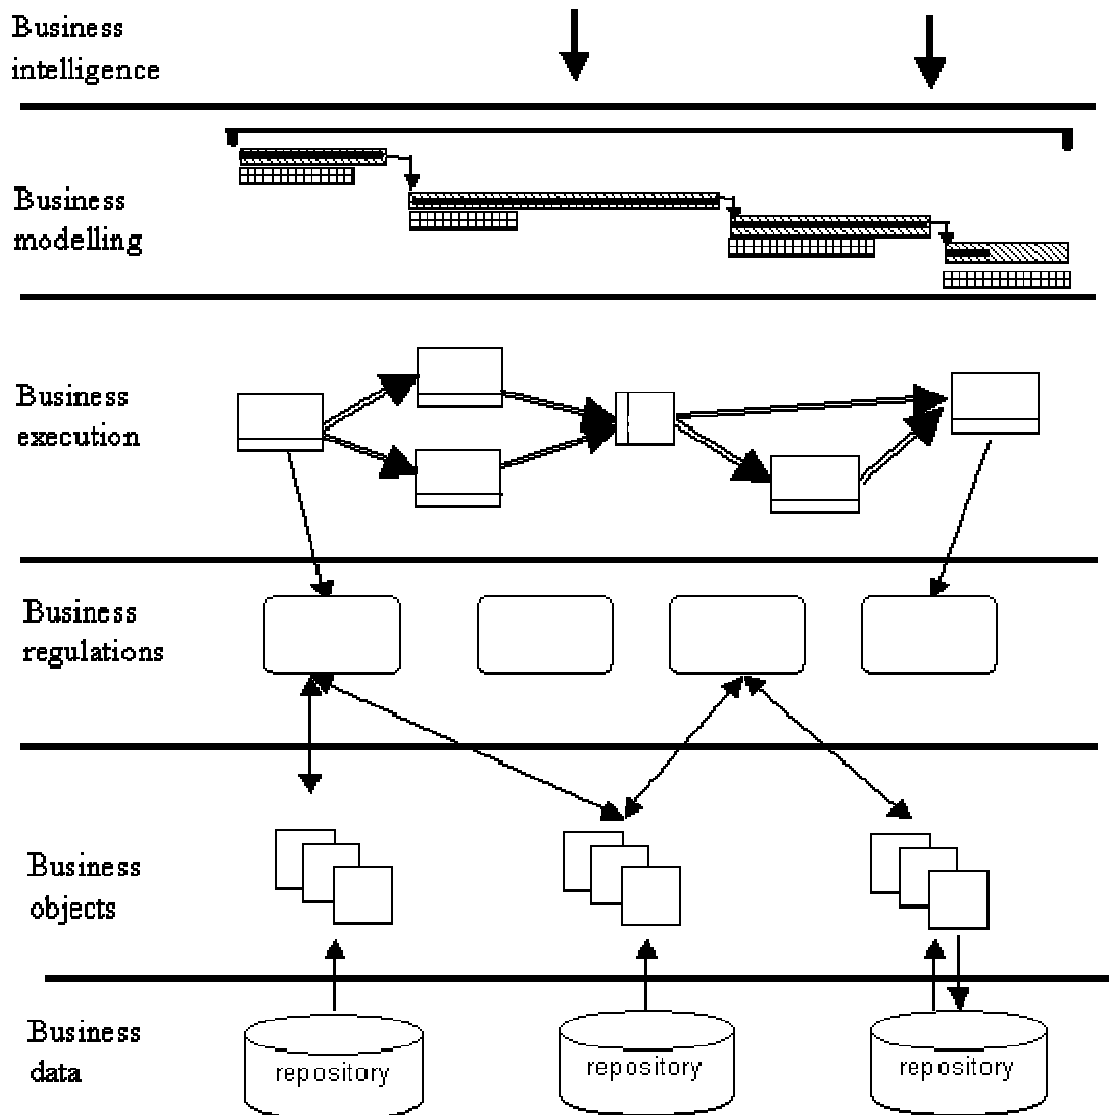 Business
intelligence
Business
modelling
Business
execution
Business
regulations
Business
objects
Business
data
repository
repository
repository